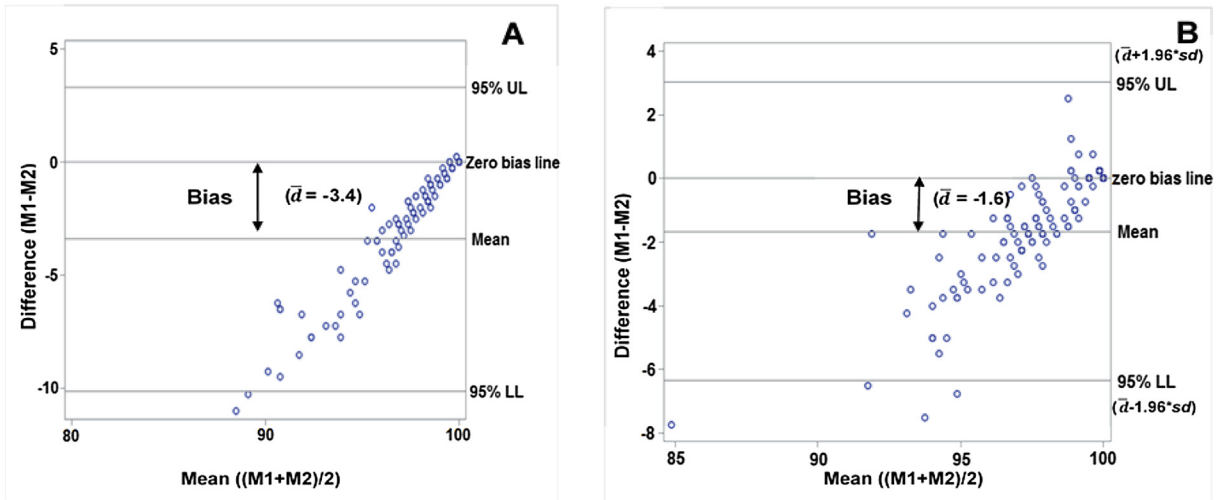 A
5
0
-5
-10
80
90
100
95% UL
Zero bias line
Mean
95% LL
Bias
(d̅ = -3.4)
Difference (M1-M2)
Mean ((M1+M2)/2)
B
4
2
0
-2
-4
-6
-8
85
90
95
100
(d̅+1.96*sd)
95% UL
zero bias line
Mean
95% LL
(d̅-1.96*sd)
Bias
(d̅ = -1.6)
Difference (M1-M2)
Mean ((M1+M2)/2)